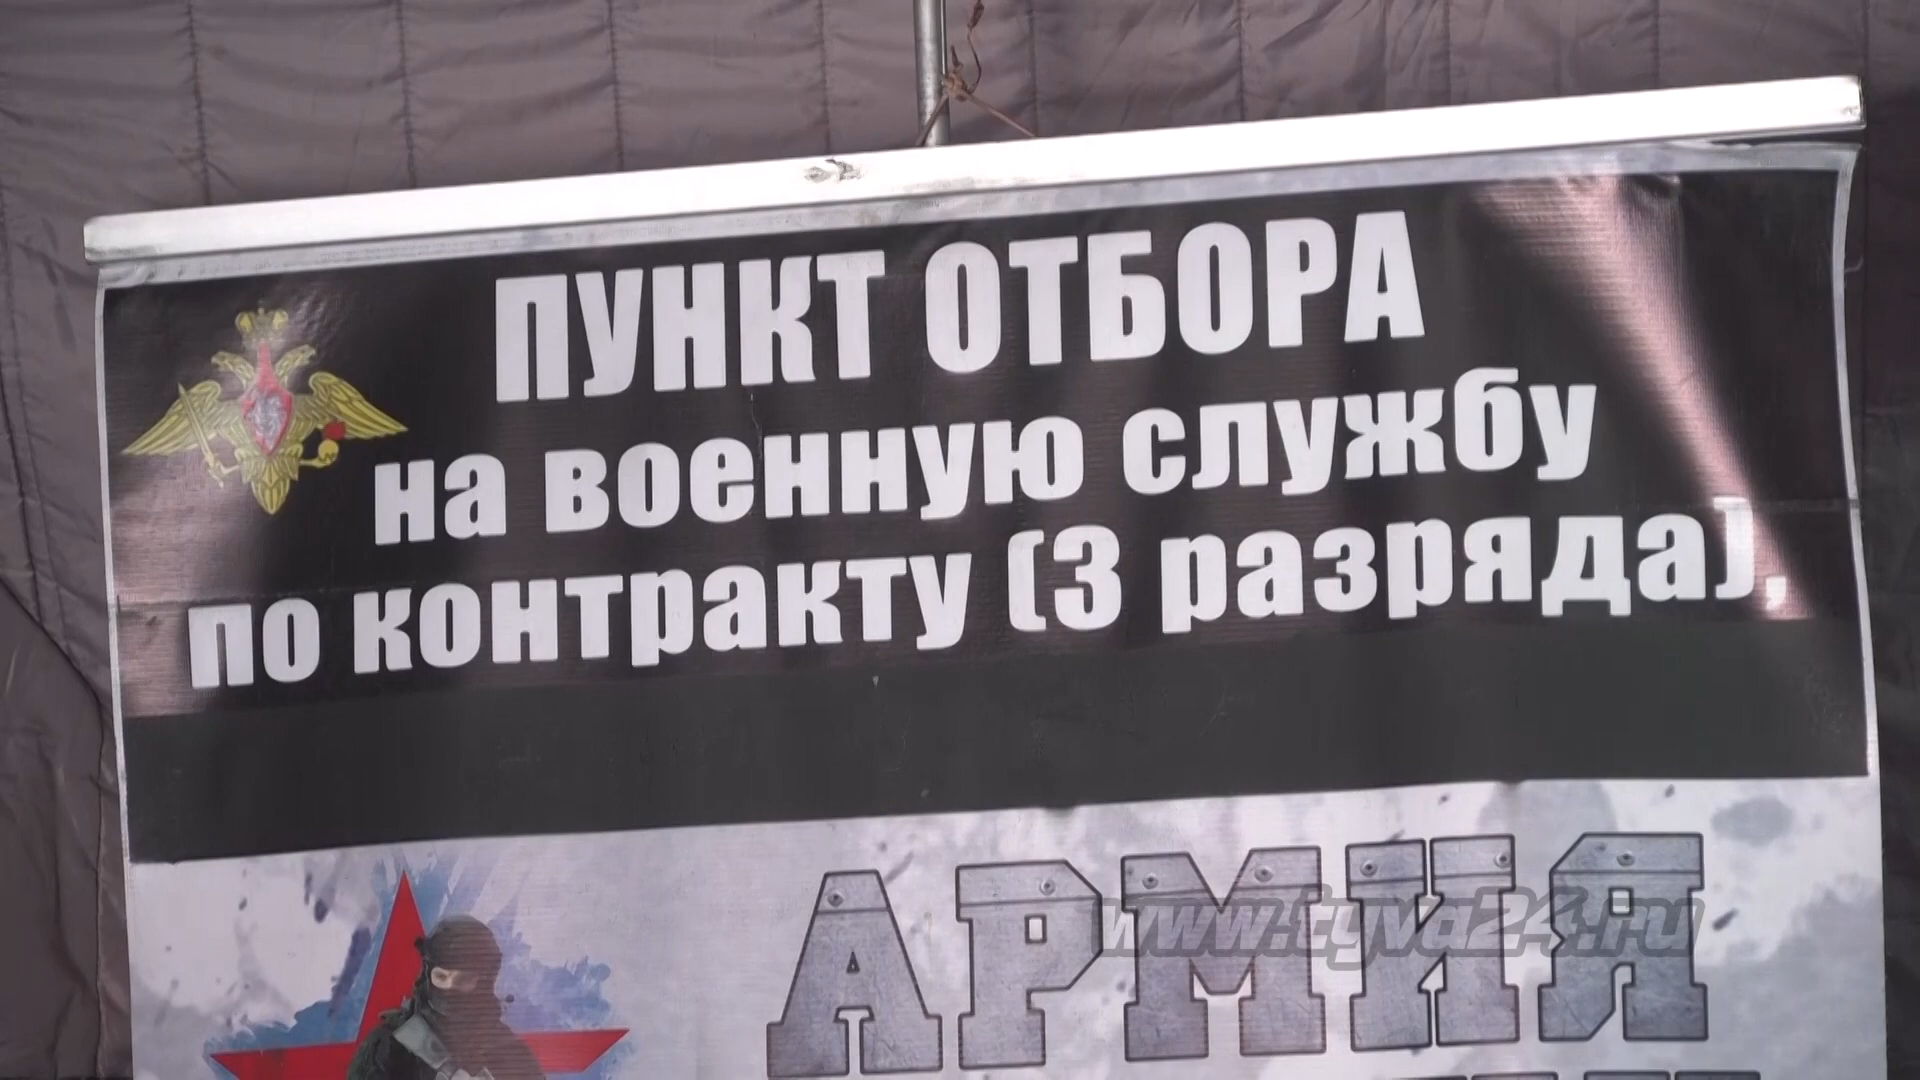 ПУНКТ ОТБОРА
на военную службу
по контракту (3 разряда),
АРМИЯ
www.tyva24.ru